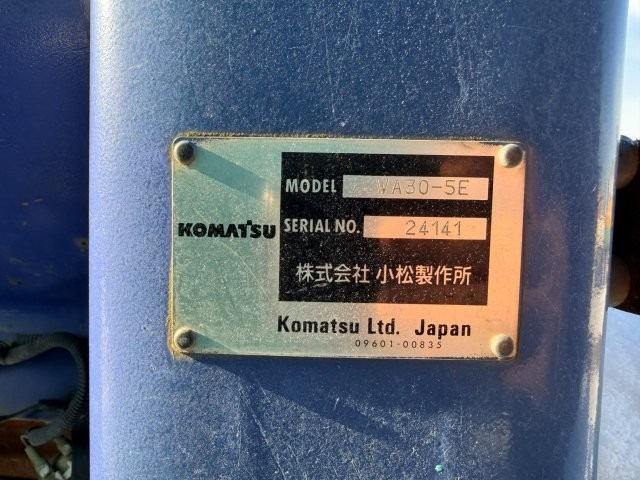 KOMATSU
MODEL WA30-5E
SERIAL NO. 24141
株式会社 小松製作所
Komatsu Ltd. Japan
09601-00835